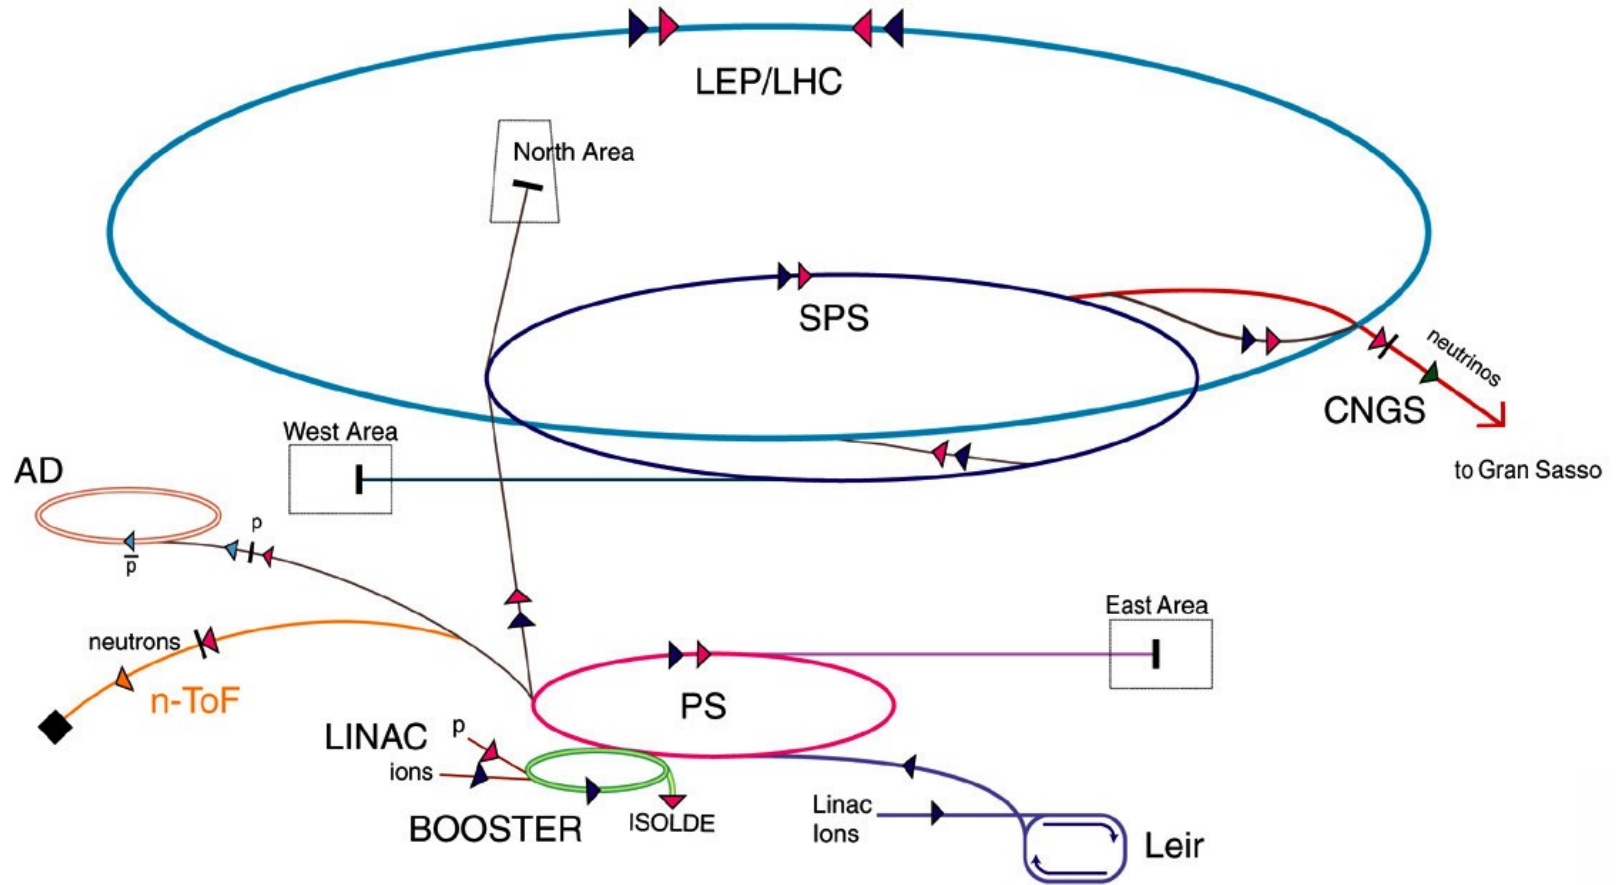 LEP/LHC
North Area
SPS
neutrinos
CNGS
to Gran Sasso
West Area
AD
p
p̅
neutrons
n-ToF
East Area
PS
LINAC
p
ions
BOOSTER
ISOLDE
Linac
Ions
Leir